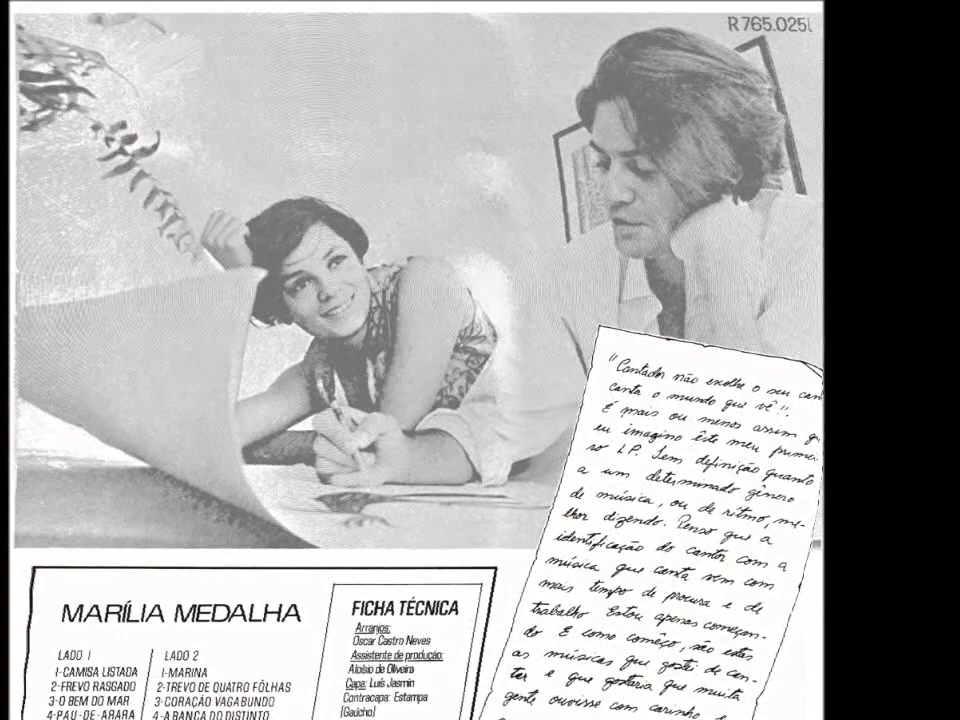 R 765.025
"Cantador não escolhe o seu can
canta o mundo que vê!!
É mais ou menos assim q
eu imagino êste meu primei-
ro LP. Sem definição quanto
a um determinado gênero
de música, ou de ritmo, me-
lhor dizendo. Penso que a
identificação do cantor com a
música que canta vem com
mais tempo de procura e de
trabalho Estou apenas começan-
do E como comêço, são estas
as músicas que gostei de can-
tar e que gostaria que muita
gente ouvisse com carinho e
MARÍLIA MEDALHA
LADO 1
1-CAMISA LISTADA
2-FREVO RASGADO
3-O BEM DO MAR
4-PAU-DE-ARARA
LADO 2
1-MARINA
2-TREVO DE QUATRO FÔLHAS
3-CORAÇÃO VAGABUNDO
4-A BANCA DO DISTINTO
FICHA TÉCNICA
Arranjos:
Oscar Castro Neves
Assistente de produção:
Aloísio de Oliveira
Capa: Luís Jasmin
Contracapa: Estampa
(Gaúcho)